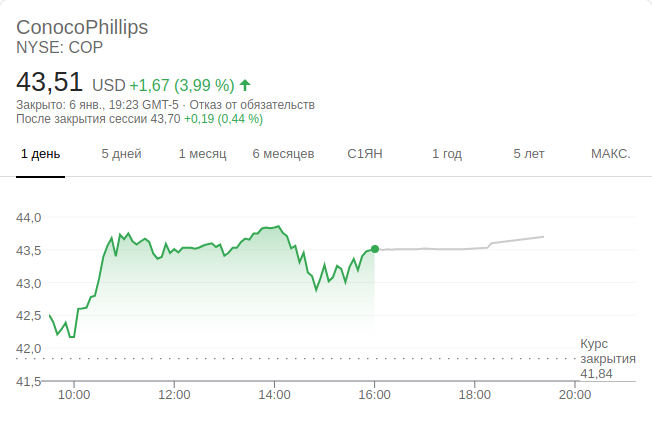 ConocoPhillips
NYSE: COP
43,51 USD +1,67 (3,99 %)
Закрыто: 6 янв., 19:23 GMT-5 · Отказ от обязательств
После закрытия сессии 43,70 +0,19 (0,44 %)
1 день 5 дней 1 месяц 6 месяцев С1ЯН 1 год 5 лет МАКС.
44,0
43,5
43,0
42,5
42,0
Курс
закрытия
41,84
41,5
10:00 12:00 14:00 16:00 18:00 20:00